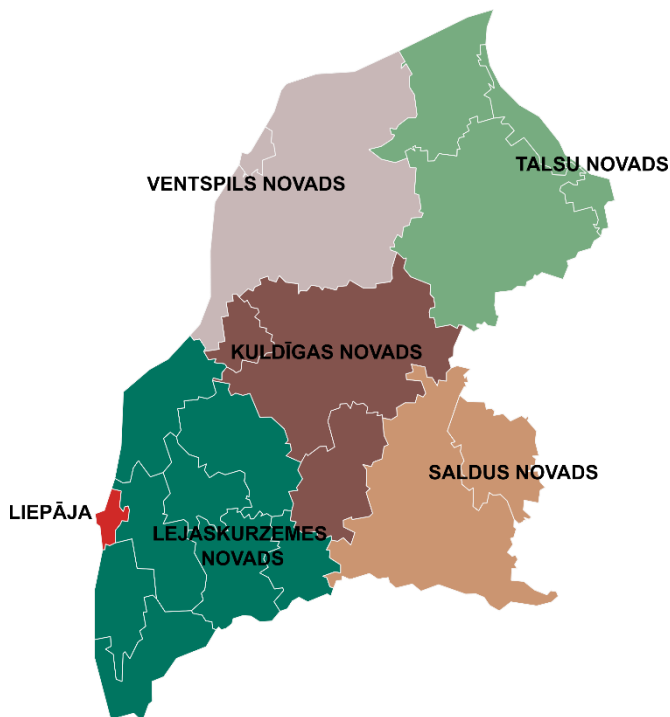 TALSU NOVADS
VENTSPILS NOVADS
KULDĪGAS NOVADS
SALDUS NOVADS
LIEPĀJA
LEJASKURZEMES
NOVADS